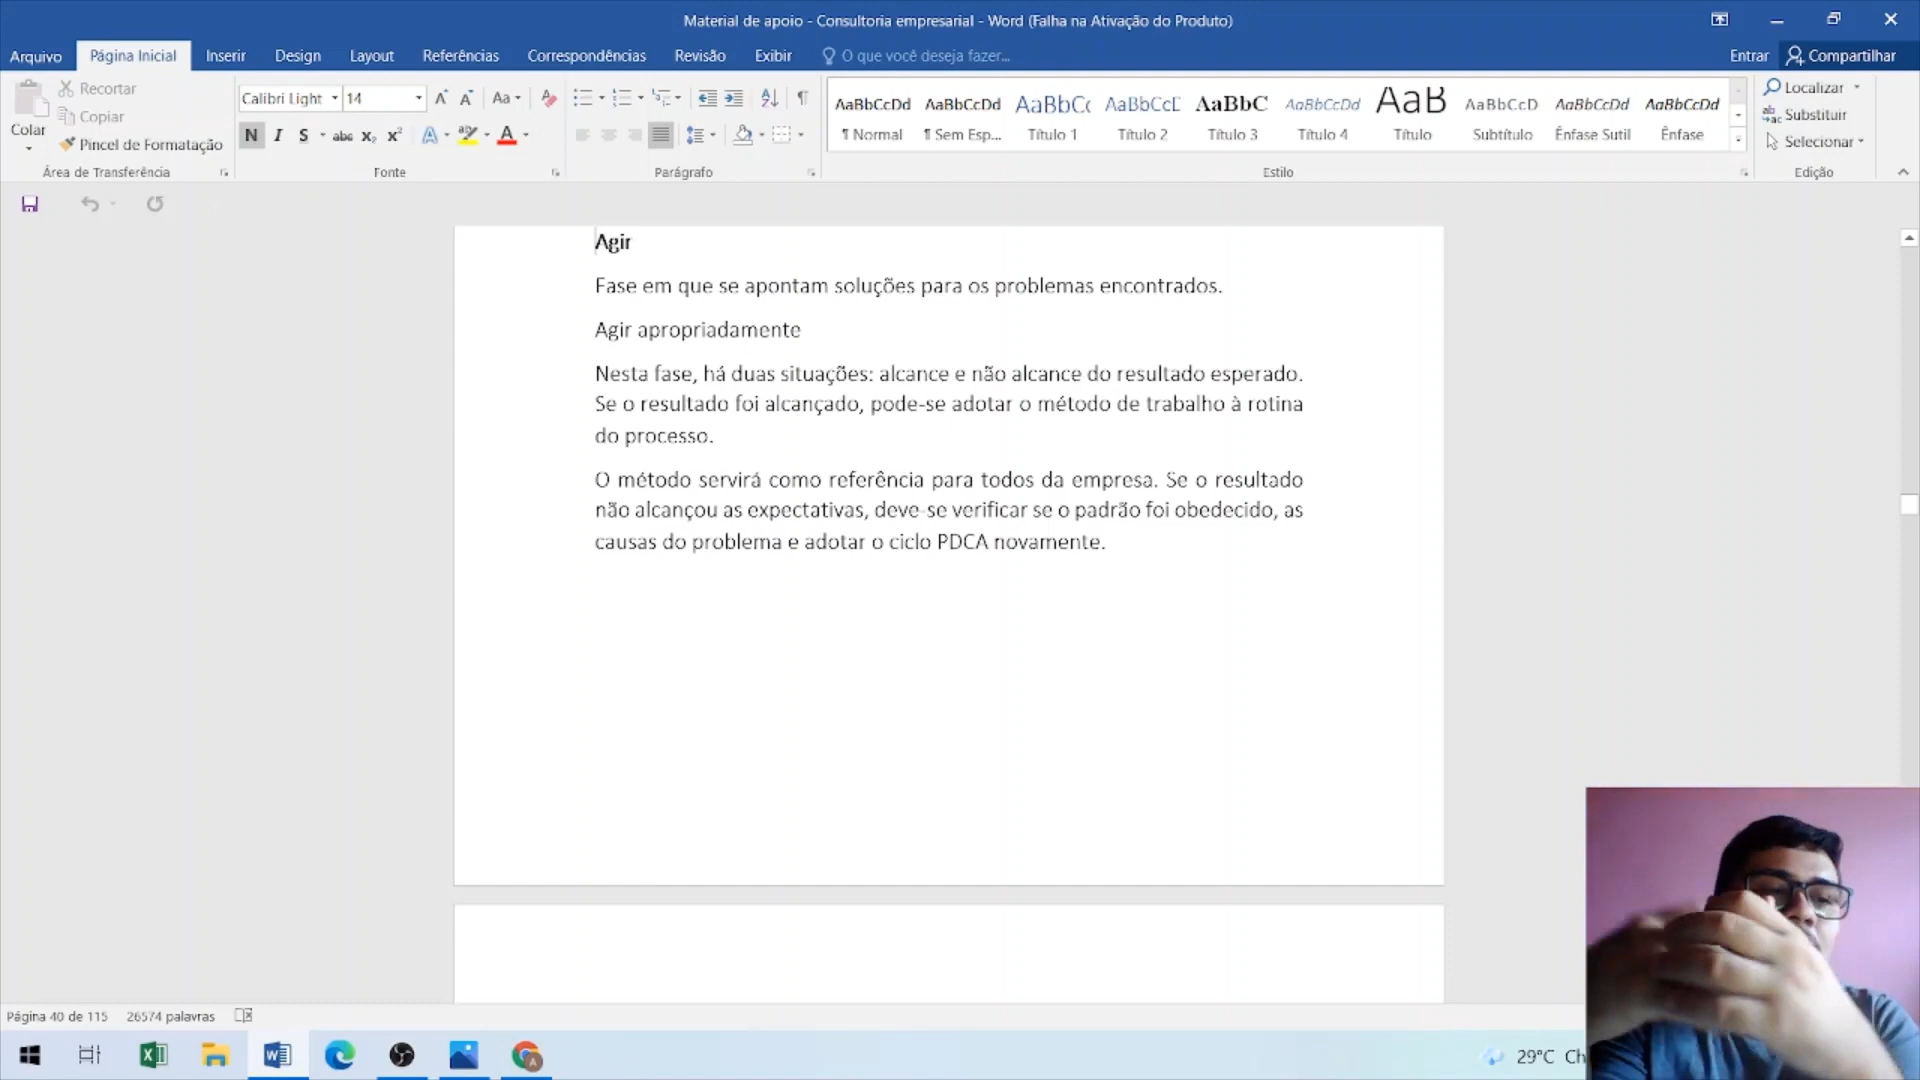 Material de apoio - Consultoria empresarial - Word (Falha na Ativação do Produto)
Arquivo Página Inicial Inserir Design Layout Referências Correspondências Revisão Exibir O que você deseja fazer... Entrar Compartilhar
Colar
Recortar
Copiar
Pincel de Formatação
Área de Transferência
Calibri Light 14
Aa
N I S abc x₂ x² A A
Fonte
Parágrafo
AaBbCcDd AaBbCcDd AaBbCc AaBbCcD AaBbC AaBbCcDd AaB AaBbCcD AaBbCcDd AaBbCcDd
¶ Normal ¶ Sem Esp... Título 1 Título 2 Título 3 Título 4 Título Subtítulo Ênfase Sutil Ênfase
Estilo
Localizar
Substituir
Selecionar
Edição
Agir
Fase em que se apontam soluções para os problemas encontrados.
Agir apropriadamente
Nesta fase, há duas situações: alcance e não alcance do resultado esperado.
Se o resultado foi alcançado, pode-se adotar o método de trabalho à rotina
do processo.
O método servirá como referência para todos da empresa. Se o resultado
não alcançou as expectativas, deve-se verificar se o padrão foi obedecido, as
causas do problema e adotar o ciclo PDCA novamente.
Página 40 de 115 26574 palavras
29°C Ch